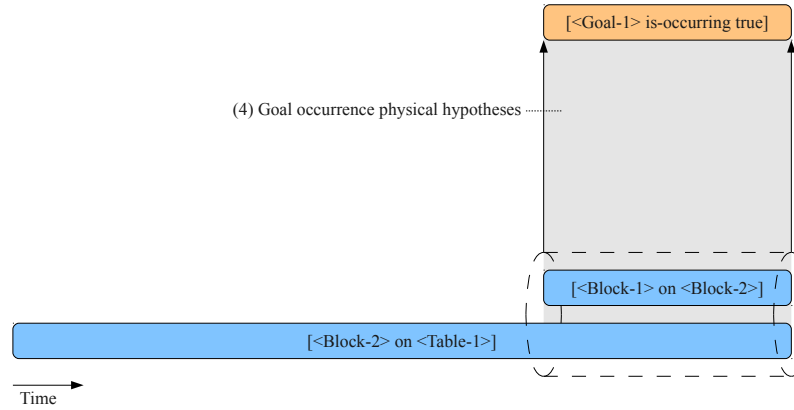 [<Goal-1> is-occurring true]
(4) Goal occurrence physical hypotheses
[<Block-1> on <Block-2>]
[<Block-2> on <Table-1>]
Time